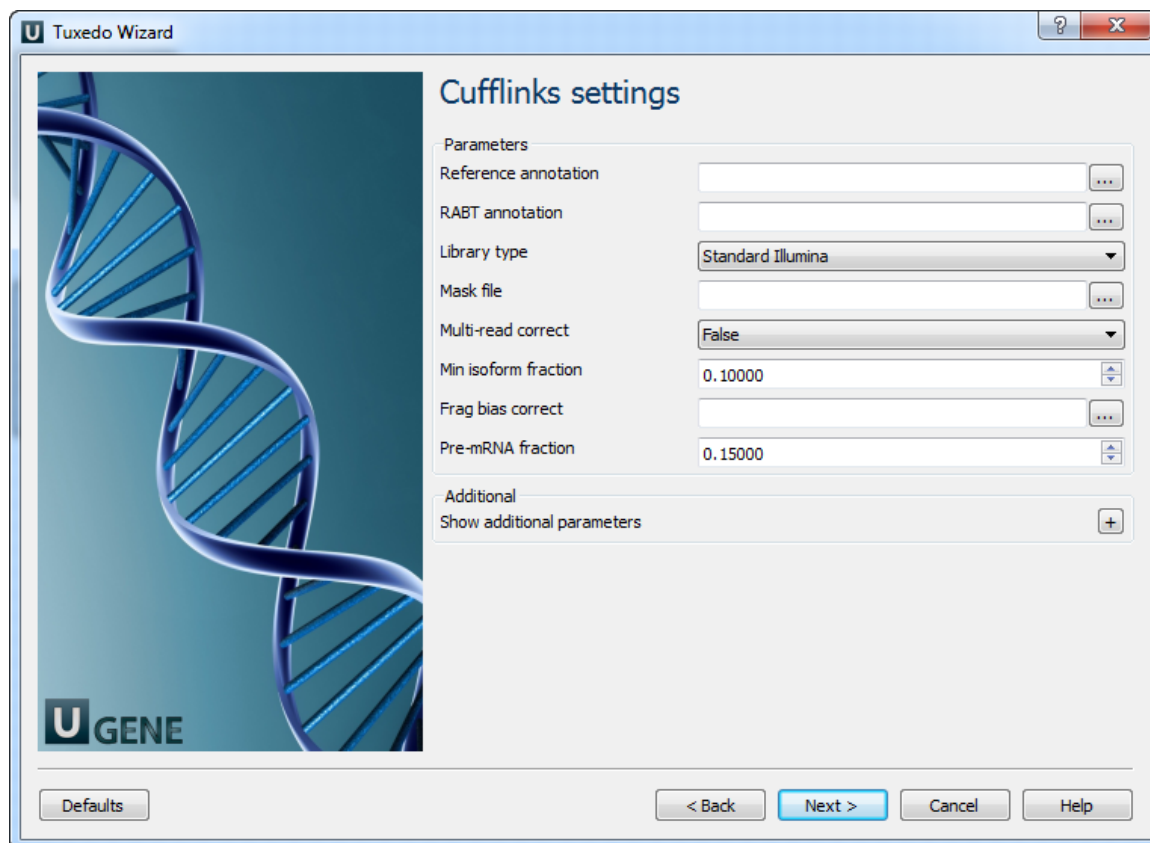 U Tuxedo Wizard
?
X
Cufflinks settings
Parameters
Reference annotation
...
RABT annotation
...
Library type Standard Illumina
Mask file
...
Multi-read correct False
Min isoform fraction 0.10000
Frag bias correct
...
Pre-mRNA fraction 0.15000
Additional
Show additional parameters +
U GENE
Defaults < Back Next > Cancel Help